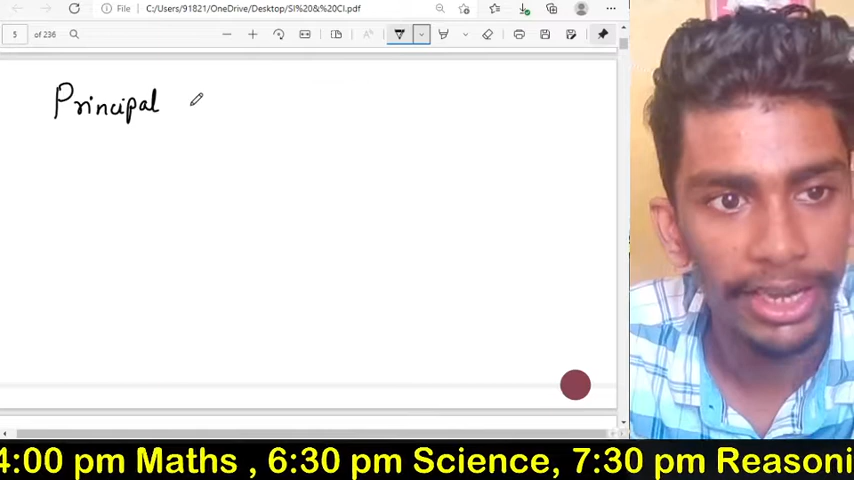 File
C:/Users/91821/OneDrive/Desktop/SI%20&%20CI.pdf
5 of 236
Principal
4:00 pm Maths , 6:30 pm Science, 7:30 pm Reasoni